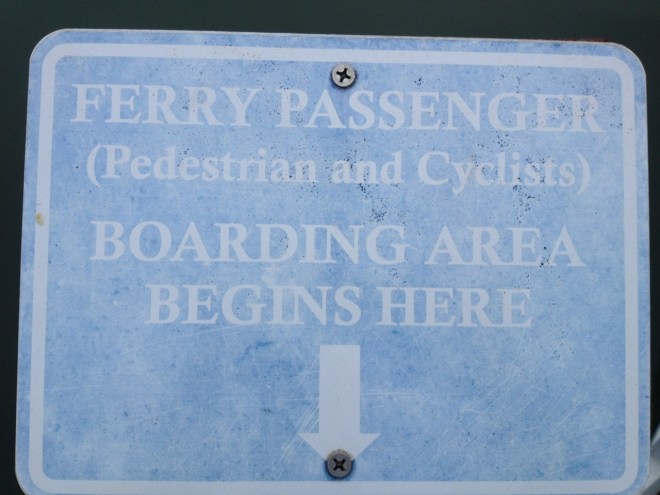 FERRY PASSENGER
(Pedestrian and Cyclists)
BOARDING AREA
BEGINS HERE